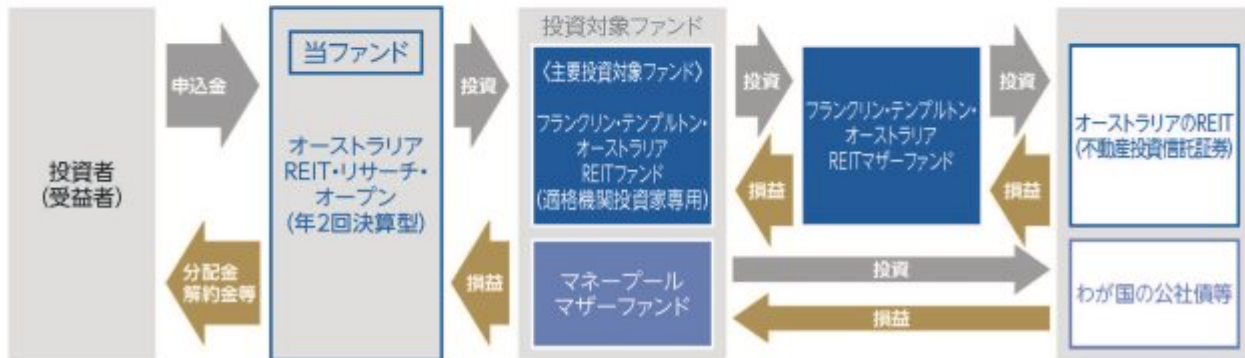 投資者
(受益者)
申込金
分配金
解約金等
当ファンド
オーストラリア
REIT・リサーチ・
オープン
(年2回決算型)
投資
損益
投資対象ファンド
〈主要投資対象ファンド〉
フランクリン・テンプルトン・
オーストラリア
REITファンド
(適格機関投資家専用)
マネープール
マザーファンド
投資
損益
フランクリン・テンプルトン・
オーストラリア
REITマザーファンド
投資
損益
投資
損益
オーストラリアのREIT
(不動産投資信託証券)
わが国の公社債等